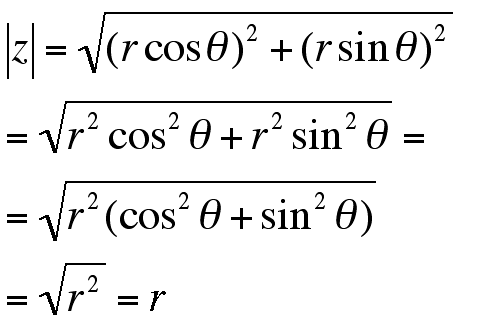 |z| = √((r cos θ)² + (r sin θ)²)
= √(r² cos² θ + r² sin² θ) =
= √(r² (cos² θ + sin² θ))
= √(r²) = r